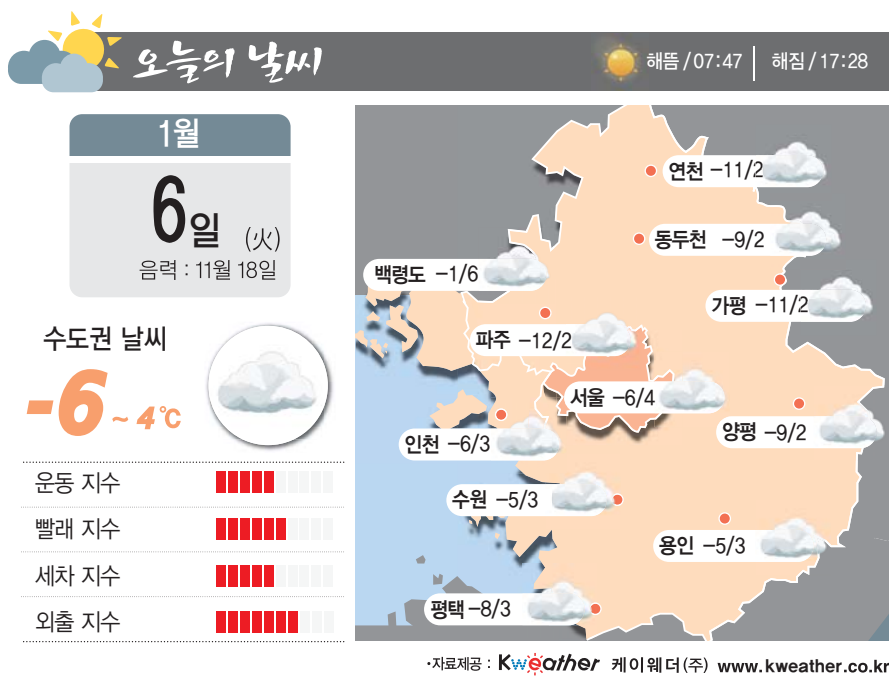 오늘의 날씨
해뜸 / 07:47 해짐 / 17:28
1월
6일 (火)
음력 : 11월 18일
수도권 날씨
-6 ~ 4℃
운동 지수
빨래 지수
세차 지수
외출 지수
연천 -11/2
동두천 -9/2
백령도 -1/6
가평 -11/2
파주 -12/2
서울 -6/4
양평 -9/2
인천 -6/3
수원 -5/3
용인 -5/3
평택 -8/3
·자료제공 : Kweather 케이웨더(주) www.kweather.co.kr